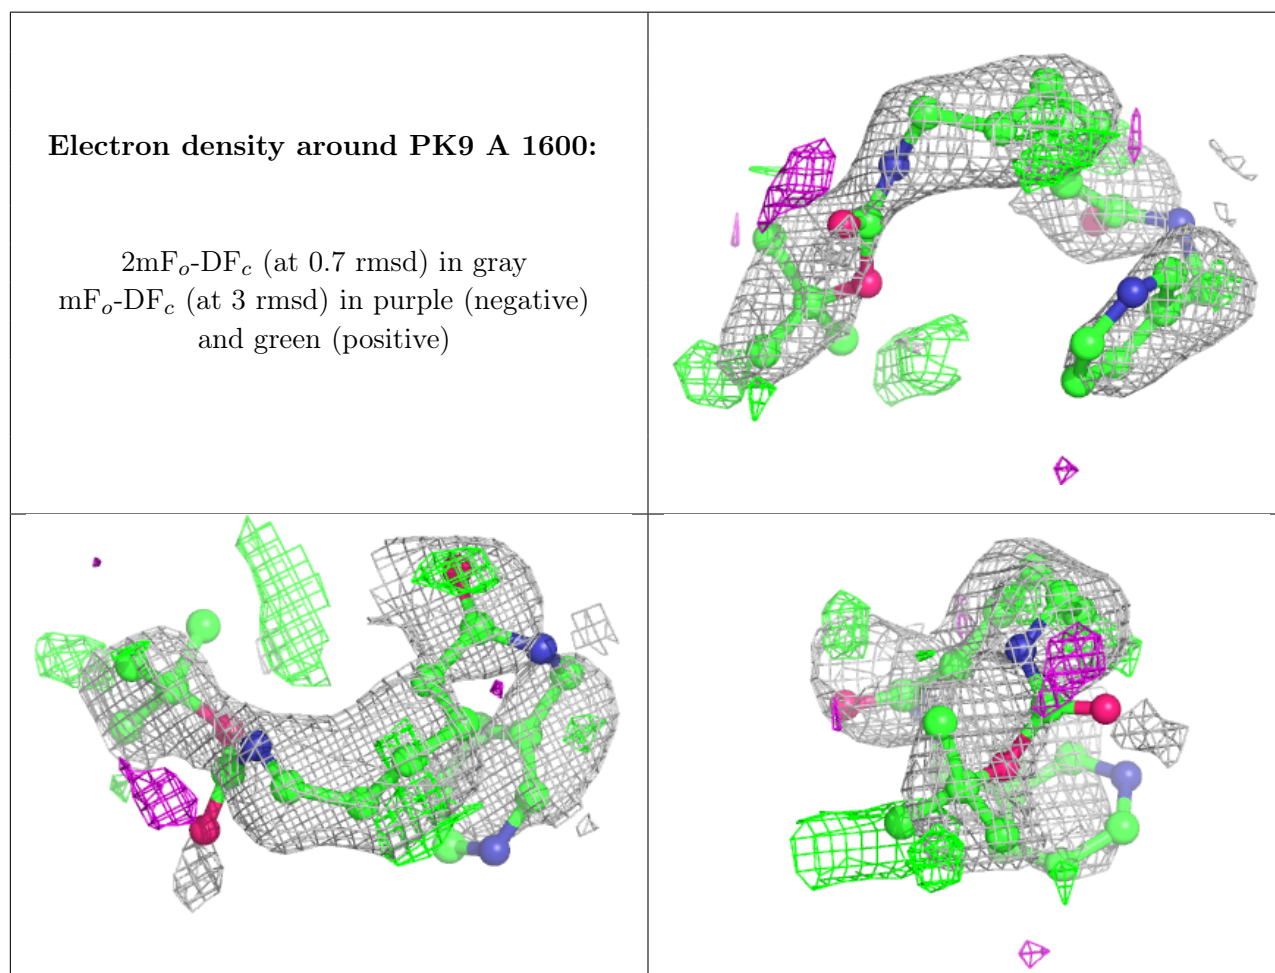 Electron density around PK9 A 1600:
2mFo-DFc (at 0.7 rmsd) in gray
mFo-DFc (at 3 rmsd) in purple (negative)
and green (positive)